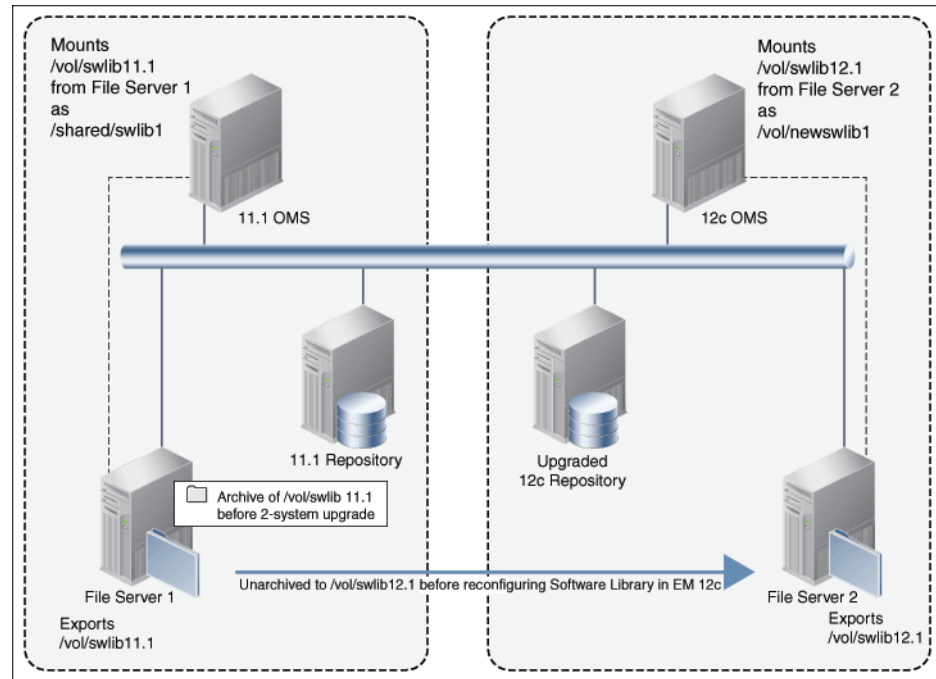 Mounts
/vol/swlib11.1
from File Server 1
as
/shared/swlib1
11.1 OMS
Mounts
/vol/swlib12.1
from File Server 2
as
/vol/newswlib1
12c OMS
11.1 Repository
Upgraded
12c Repository
Archive of /vol/swlib 11.1
before 2-system upgrade
Unarchived to /vol/swlib12.1 before reconfiguring Software Library in EM 12c
File Server 1
Exports
/vol/swlib11.1
File Server 2
Exports
/vol/swlib12.1